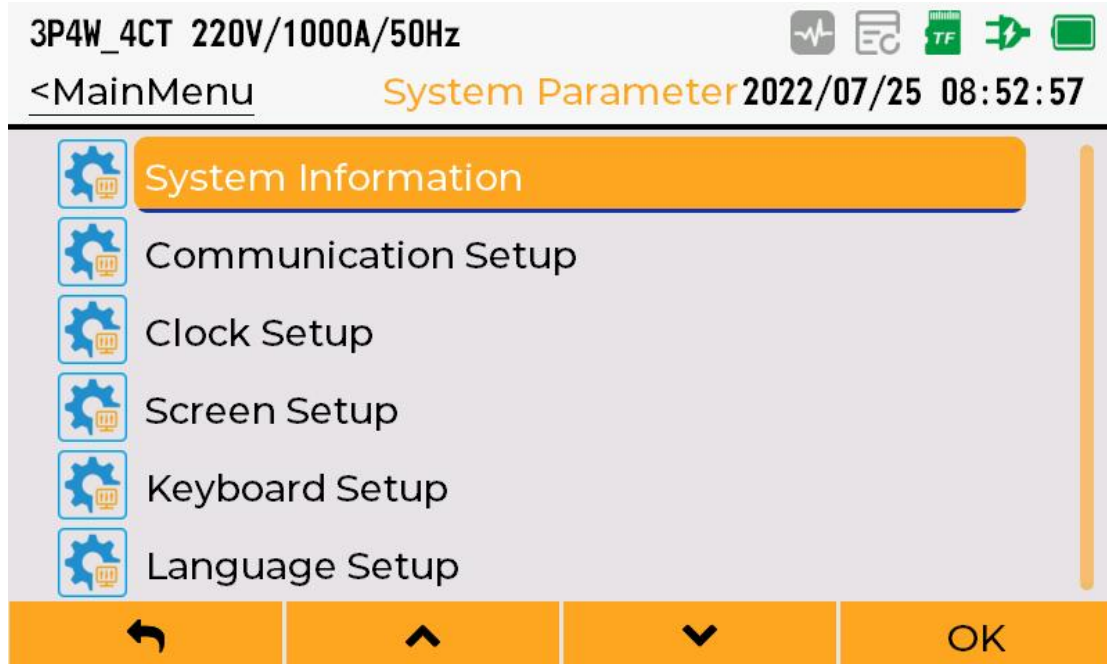 3P4W_4CT 220V/1000A/50Hz TF
<MainMenu System Parameter 2022/07/25 08:52:57
System Information
Communication Setup
Clock Setup
Screen Setup
Keyboard Setup
Language Setup
OK